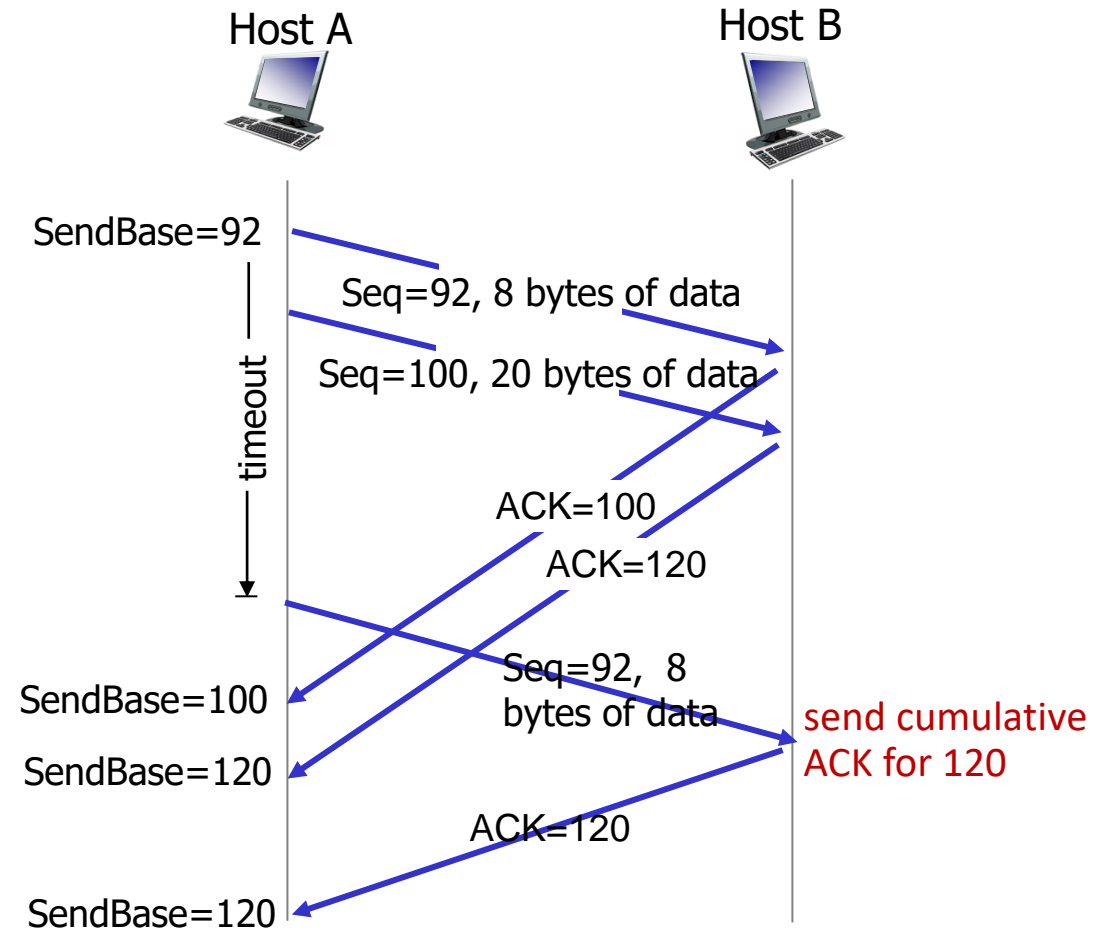 Host A
Host B
SendBase=92
Seq=92, 8 bytes of data
Seq=100, 20 bytes of data
timeout
ACK=100
ACK=120
Seq=92, 8
bytes of data
SendBase=100
send cumulative
ACK for 120
SendBase=120
ACK=120
SendBase=120